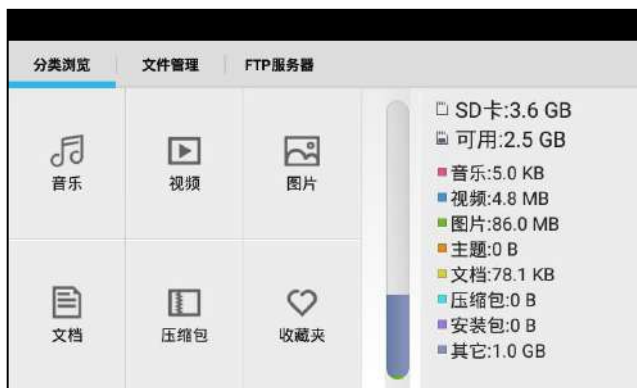 分类浏览 文件管理 FTP服务器
音乐 视频 图片
文档 压缩包 收藏夹
SD卡:3.6 GB
可用:2.5 GB
音乐:5.0 KB
视频:4.8 MB
图片:86.0 MB
主题:0 B
文档:78.1 KB
压缩包:0 B
安装包:0 B
其它:1.0 GB